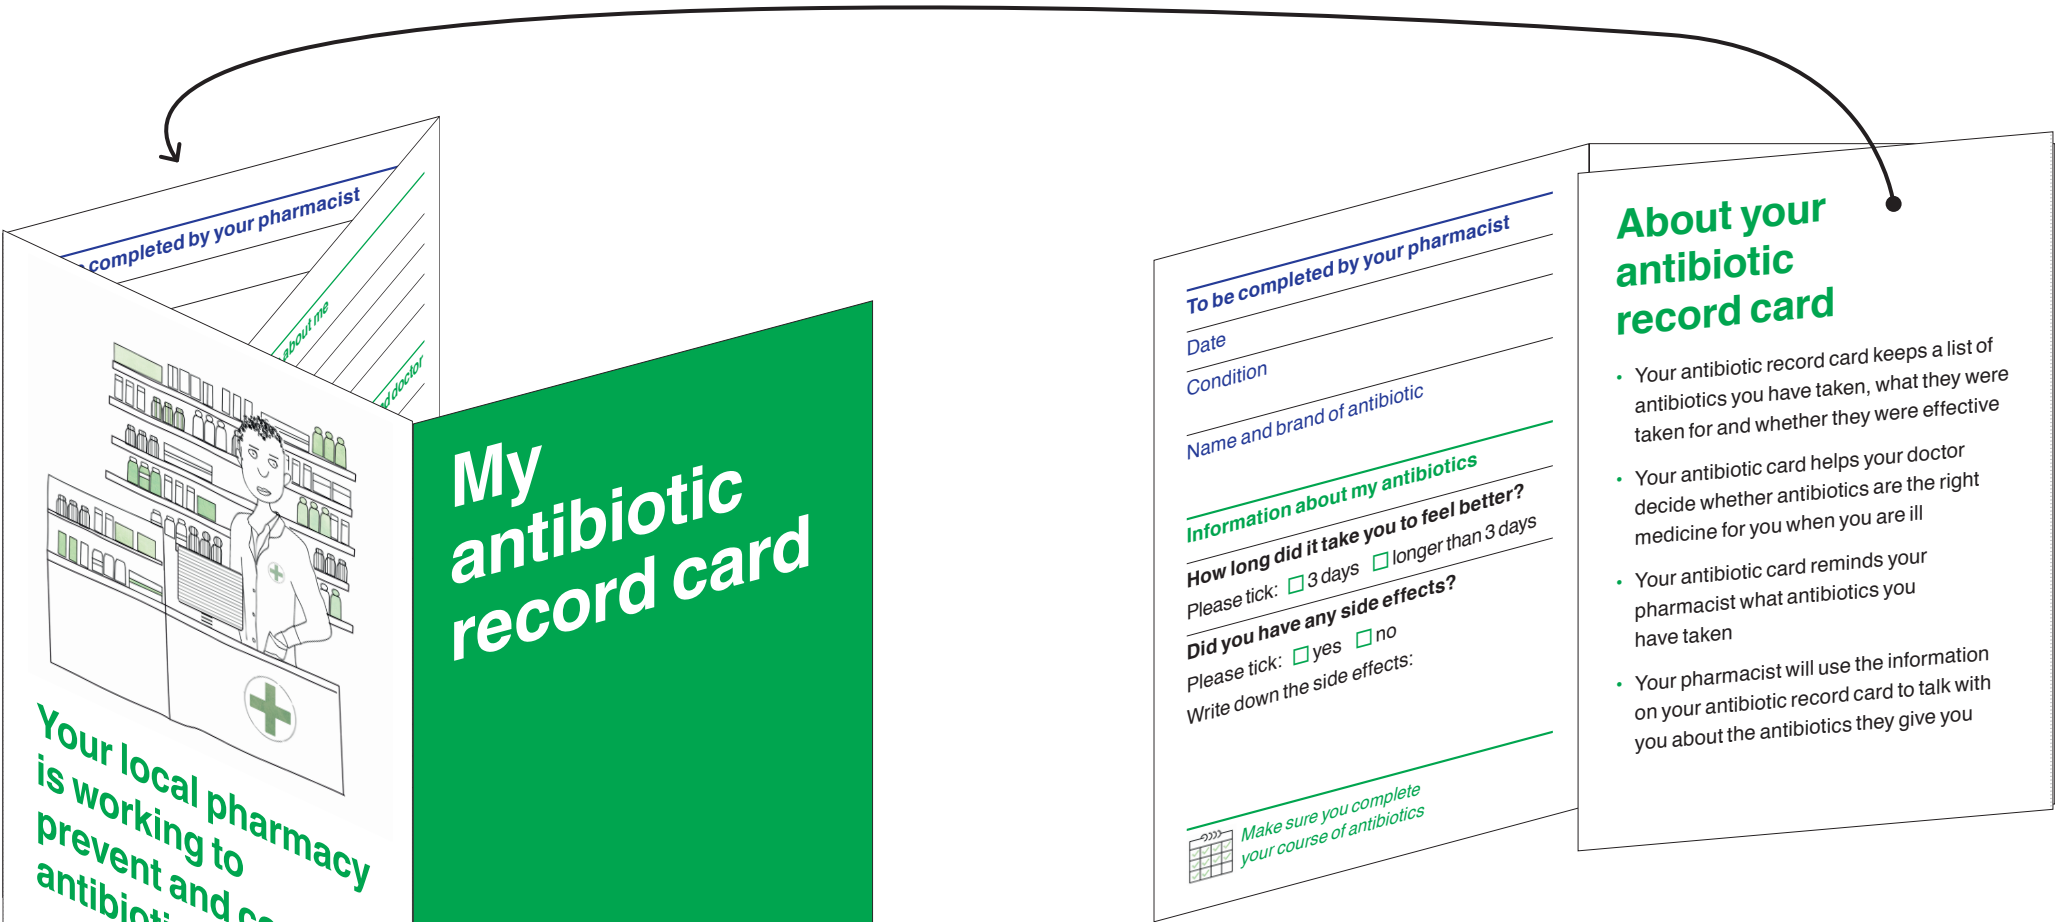 completed by your pharmacist
about me
doctor
Your local pharmacy
is working to
prevent and
My
antibiotic
record card
To be completed by your pharmacist
Date
Condition
Name and brand of antibiotic
Information about my antibiotics
How long did it take you to feel better?
Please tick: 3 days longer than 3 days
Did you have any side effects?
Please tick: yes no
Write down the side effects:
Make sure you complete
your course of antibiotics
About your
antibiotic
record card
• Your antibiotic record card keeps a list of
antibiotics you have taken, what they were
taken for and whether they were effective
• Your antibiotic card helps your doctor
decide whether antibiotics are the right
medicine for you when you are ill
• Your antibiotic card reminds your
pharmacist what antibiotics you
have taken
• Your pharmacist will use the information
on your antibiotic record card to talk with
you about the antibiotics they give you